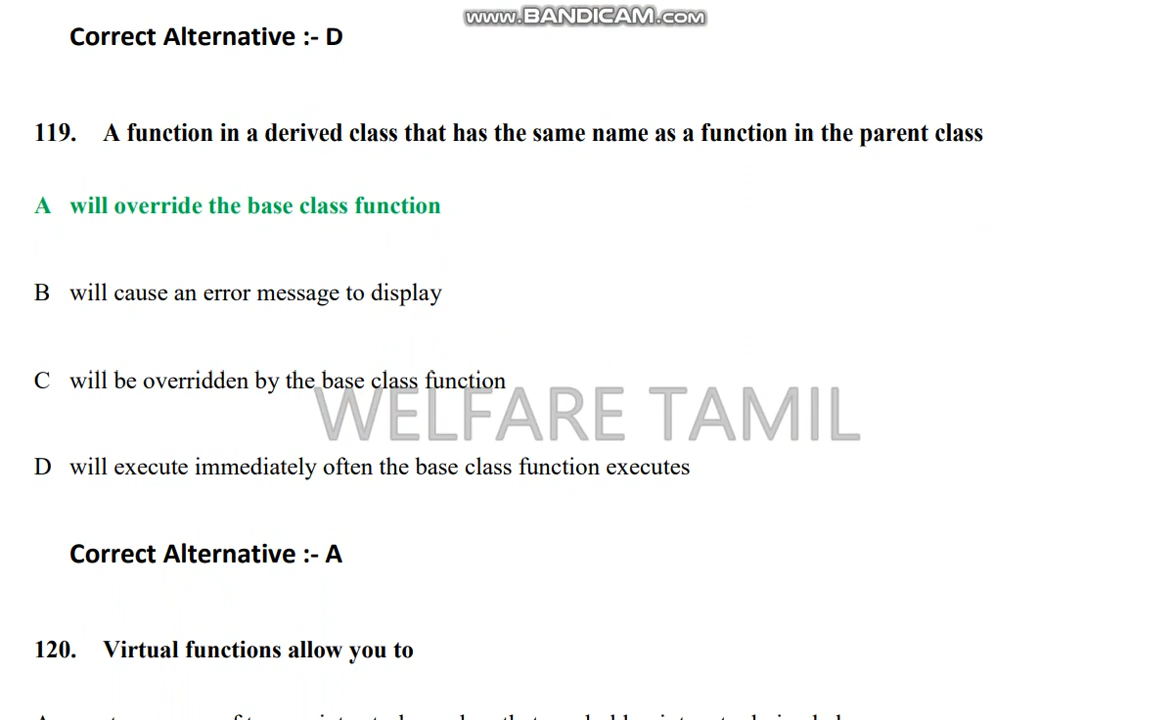 www.BANDICAM.com
Correct Alternative :- D
119. A function in a derived class that has the same name as a function in the parent class
A will override the base class function
B will cause an error message to display
C will be overridden by the base class function
WELFARE TAMIL
D will execute immediately often the base class function executes
Correct Alternative :- A
120. Virtual functions allow you to